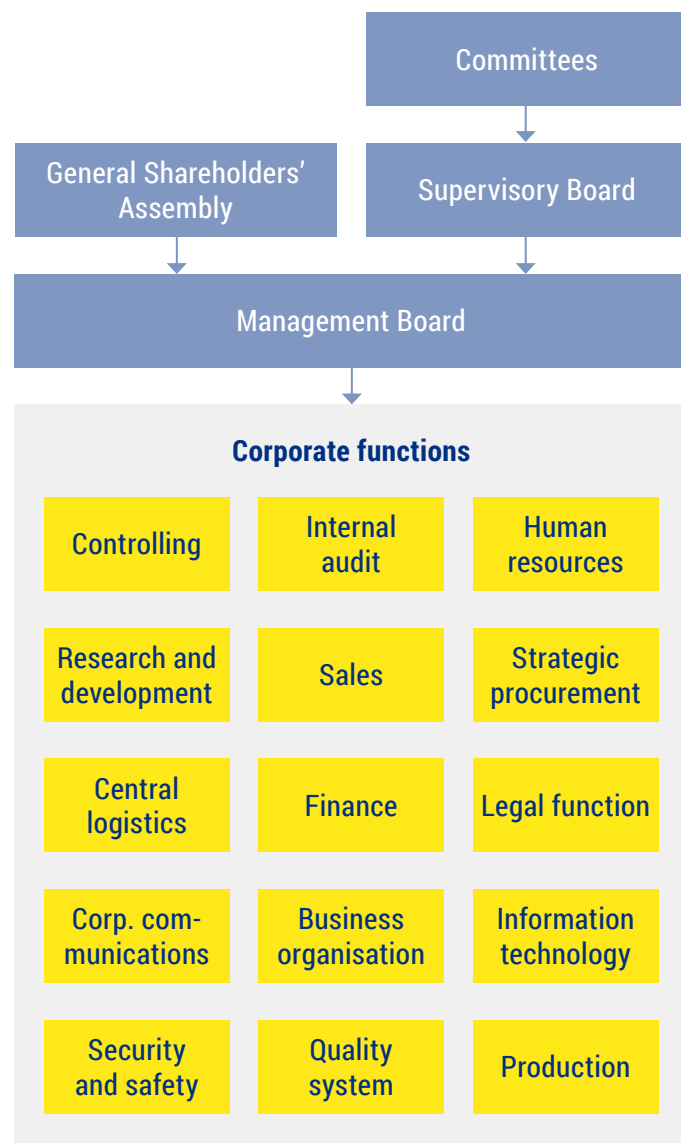 Committees
General Shareholders’
Assembly
Supervisory Board
Management Board
Corporate functions
Controlling
Internal
audit
Human
resources
Research and
development
Sales
Strategic
procurement
Central
logistics
Finance
Legal function
Corp. com-
munications
Business
organisation
Information
technology
Security
and safety
Quality
system
Production